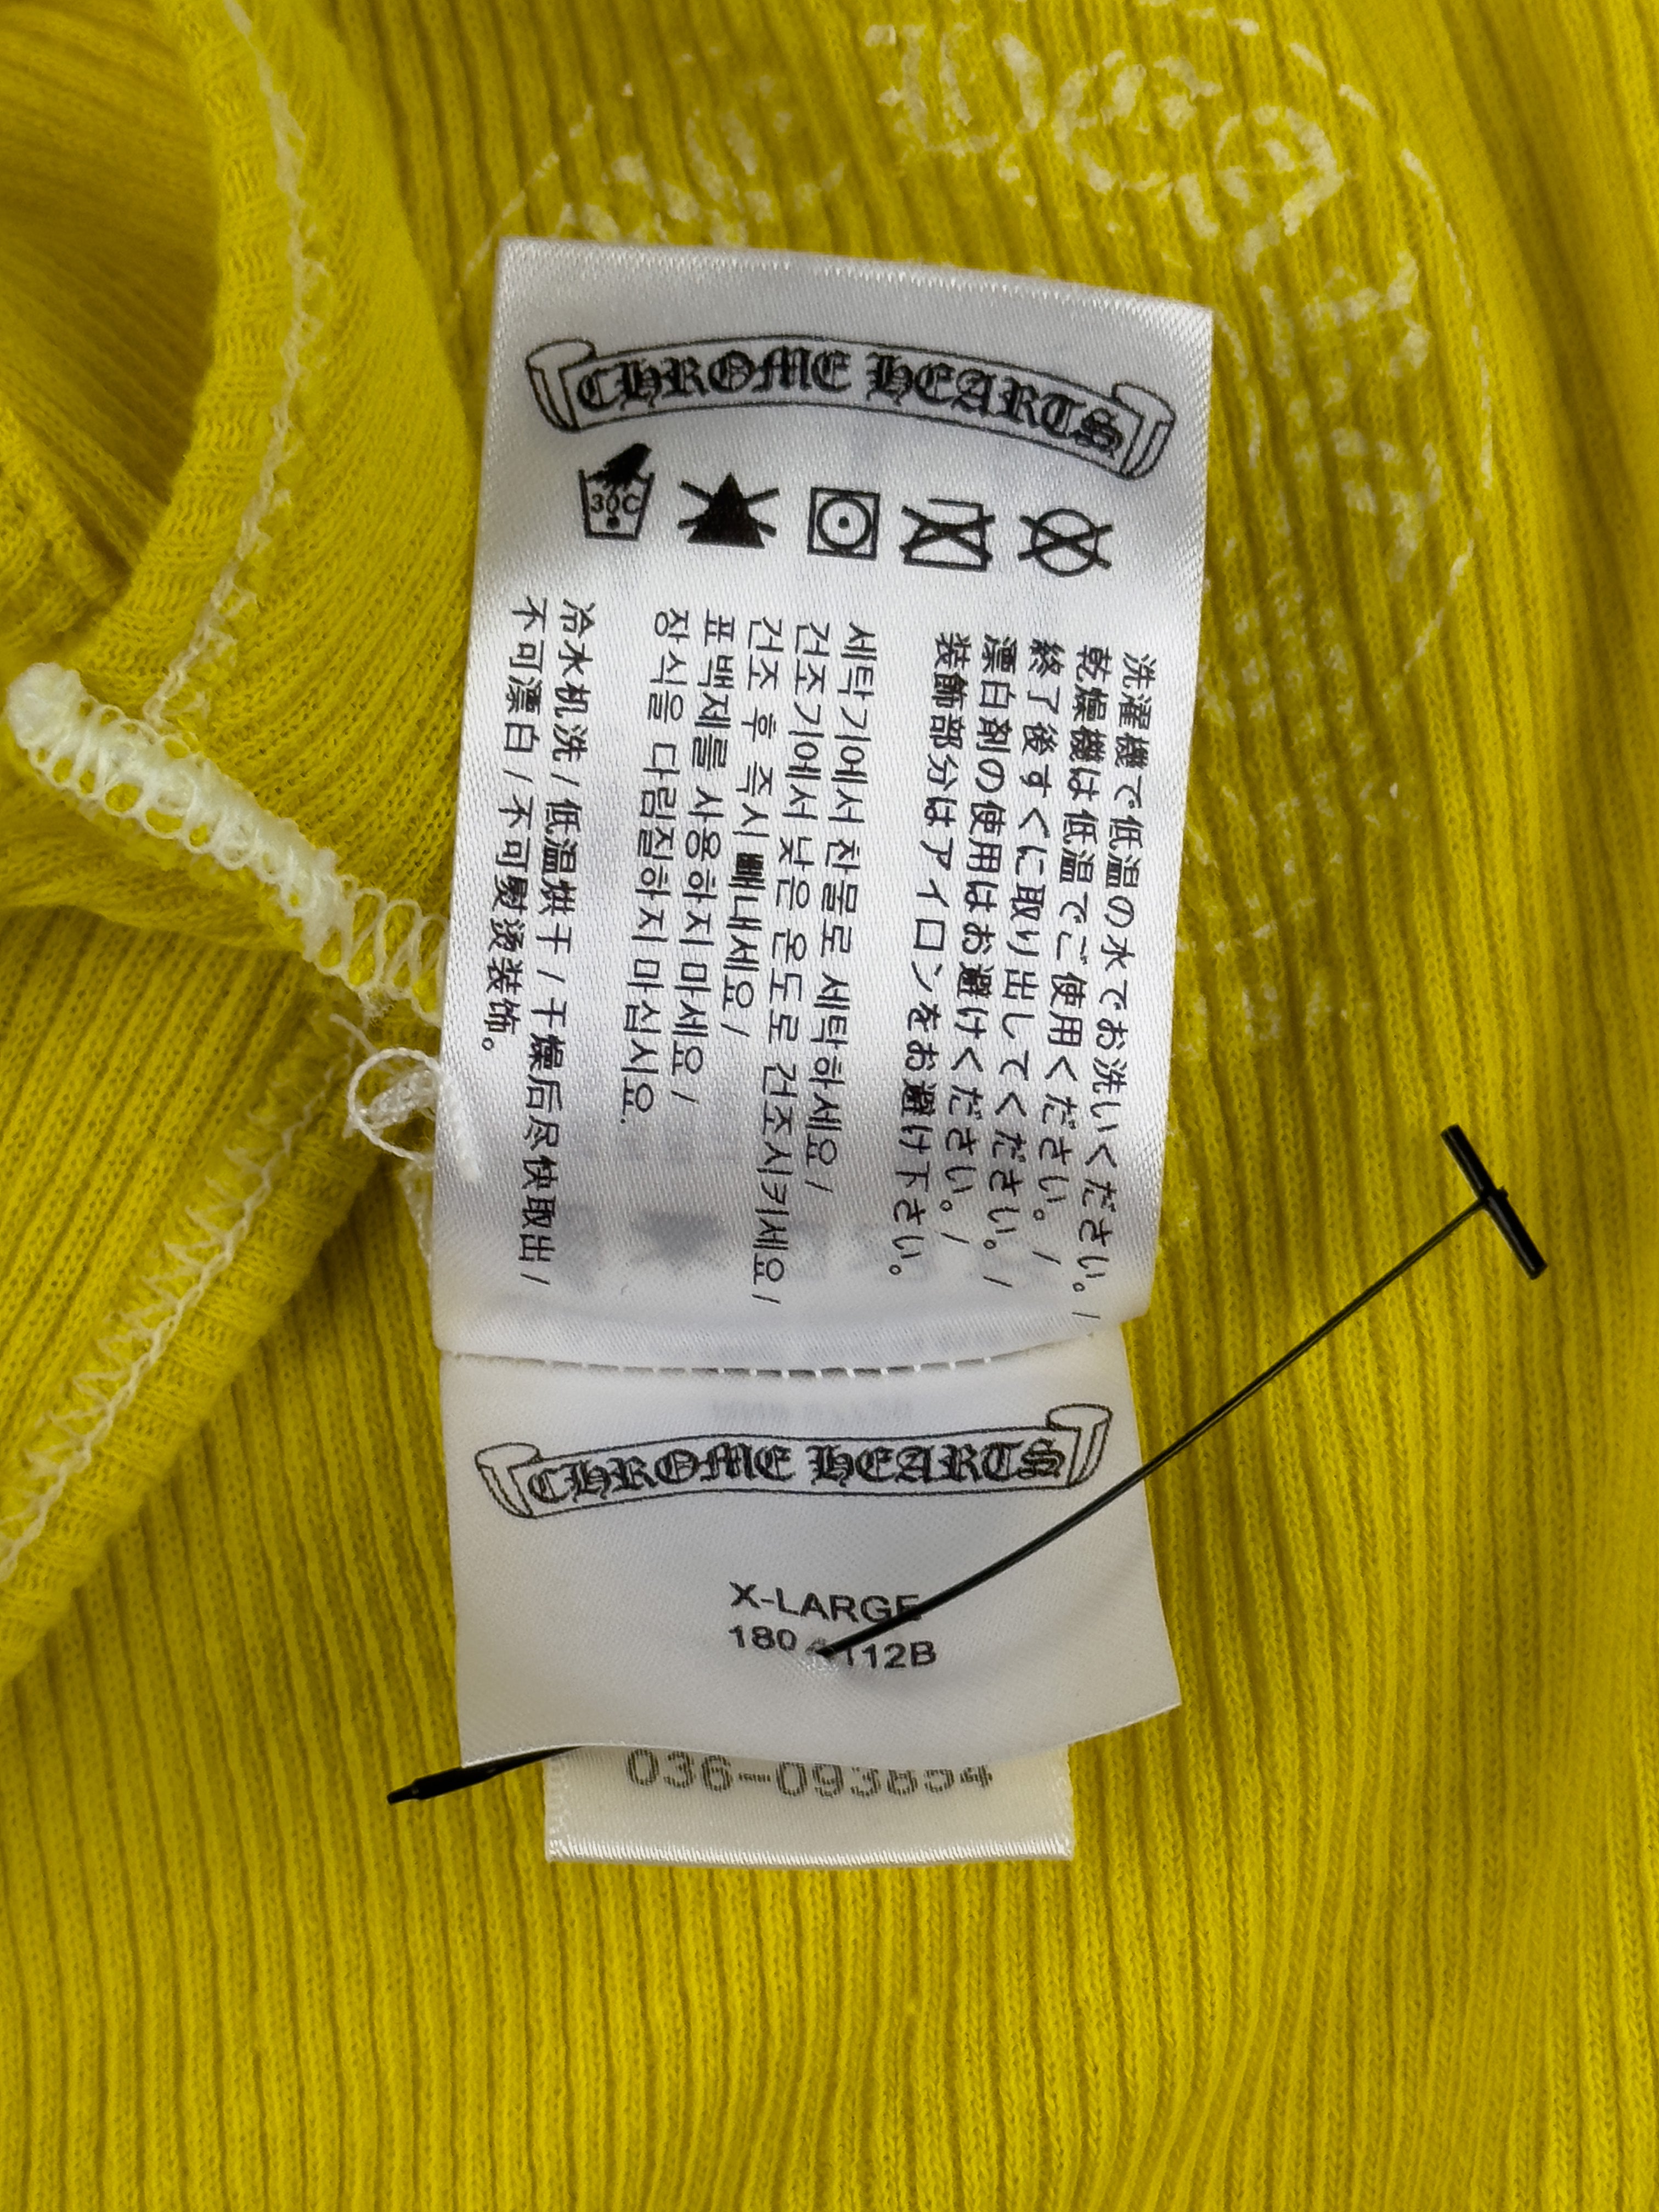 CHROME HEARTS
30C
洗濯機で低温の水でお洗いください。/
乾燥機は低温でご使用ください。/
終了後すぐに取り出してください。/
漂白剤の使用はお避けください。/
装飾部分はアイロンをお避け下さい。
세탁기에서 찬물로 세탁하세요 /
건조기에서 낮은 온도로 건조시키세요 /
건조 후 즉시 빼내세요 /
표백제를 사용하지 마세요 /
장식을 다림질하지 마십시요.
冷水机洗 / 低温烘干 / 干燥后尽快取出 /
不可漂白 / 不可熨烫装饰。
CHROME HEARTS
X-LARGE
180 112B
036-093854